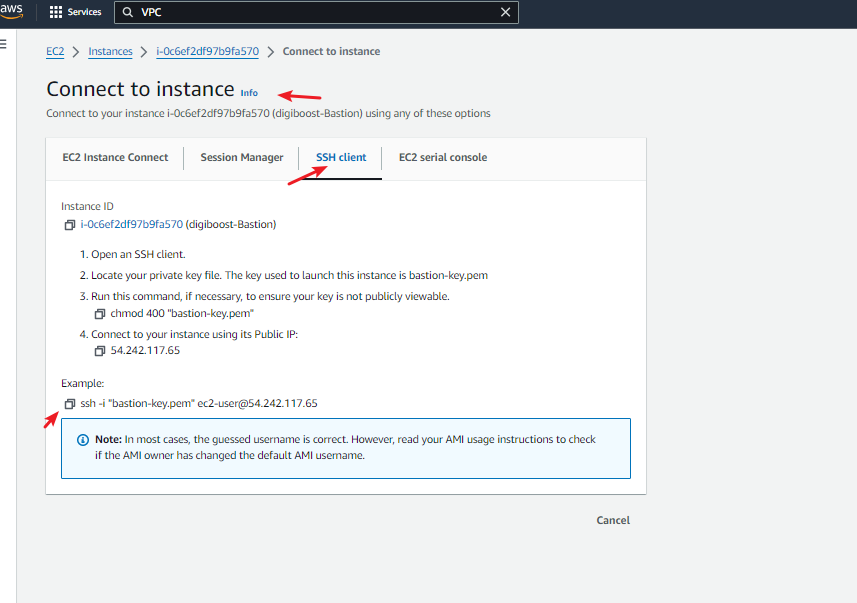 aws
Services
VPC
EC2 > Instances > i-0c6ef2df97b9fa570 > Connect to instance
Connect to instance Info
Connect to your instance i-0c6ef2df97b9fa570 (digiboost-Bastion) using any of these options
EC2 Instance Connect
Session Manager
SSH client
EC2 serial console
Instance ID
i-0c6ef2df97b9fa570 (digiboost-Bastion)
1. Open an SSH client.
2. Locate your private key file. The key used to launch this instance is bastion-key.pem
3. Run this command, if necessary, to ensure your key is not publicly viewable.
chmod 400 "bastion-key.pem"
4. Connect to your instance using its Public IP:
54.242.117.65
Example:
ssh -i "bastion-key.pem" ec2-user@54.242.117.65
Note: In most cases, the guessed username is correct. However, read your AMI usage instructions to check
if the AMI owner has changed the default AMI username.
Cancel